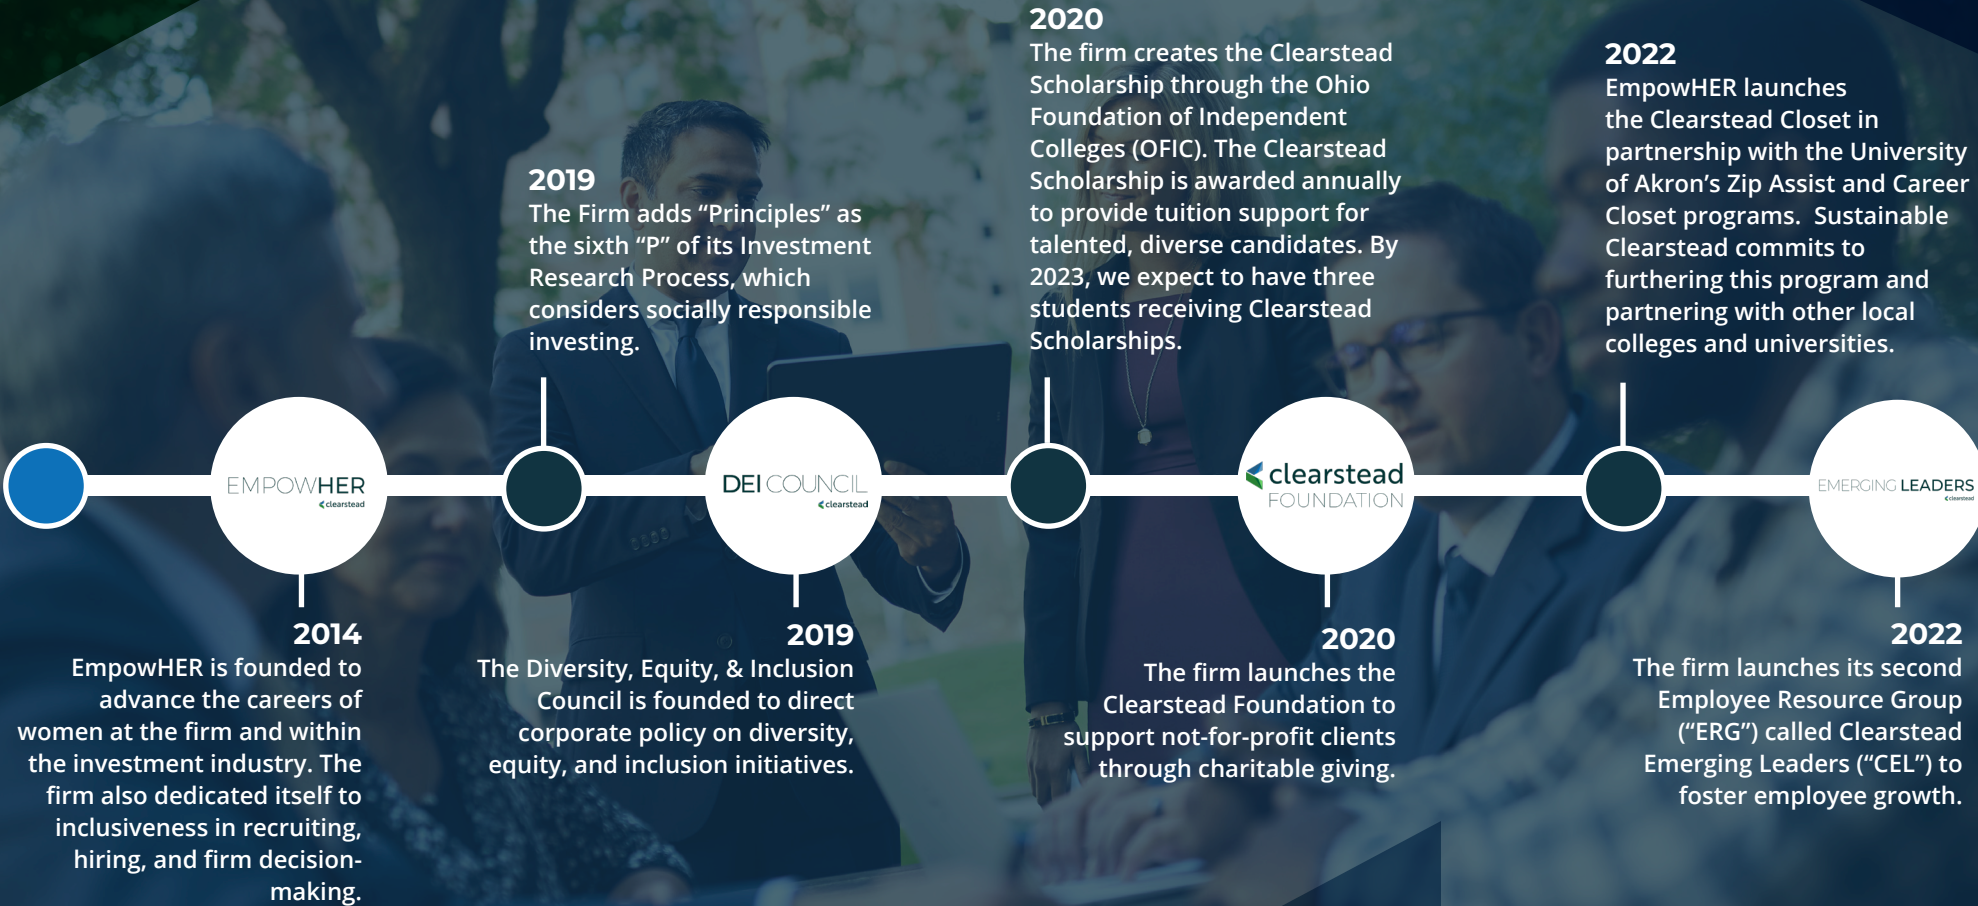 EMPOWHER
clearstead
2014
EmpowHER is founded to
advance the careers of
women at the firm and within
the investment industry. The
firm also dedicated itself to
inclusiveness in recruiting,
hiring, and firm decision-
making.
2019
The Firm adds “Principles” as
the sixth “P” of its Investment
Research Process, which
considers socially responsible
investing.
DEI COUNCIL
clearstead
2019
The Diversity, Equity, & Inclusion
Council is founded to direct
corporate policy on diversity,
equity, and inclusion initiatives.
2020
The firm creates the Clearstead
Scholarship through the Ohio
Foundation of Independent
Colleges (OFIC). The Clearstead
Scholarship is awarded annually
to provide tuition support for
talented, diverse candidates. By
2023, we expect to have three
students receiving Clearstead
Scholarships.
clearstead
FOUNDATION
2020
The firm launches the
Clearstead Foundation to
support not-for-profit clients
through charitable giving.
2022
EmpowHER launches
the Clearstead Closet in
partnership with the University
of Akron’s Zip Assist and Career
Closet programs.  Sustainable
Clearstead commits to
furthering this program and
partnering with other local
colleges and universities.
EMERGING LEADERS
clearstead
2022
The firm launches its second
Employee Resource Group
(“ERG”) called Clearstead
Emerging Leaders (“CEL”) to
foster employee growth.